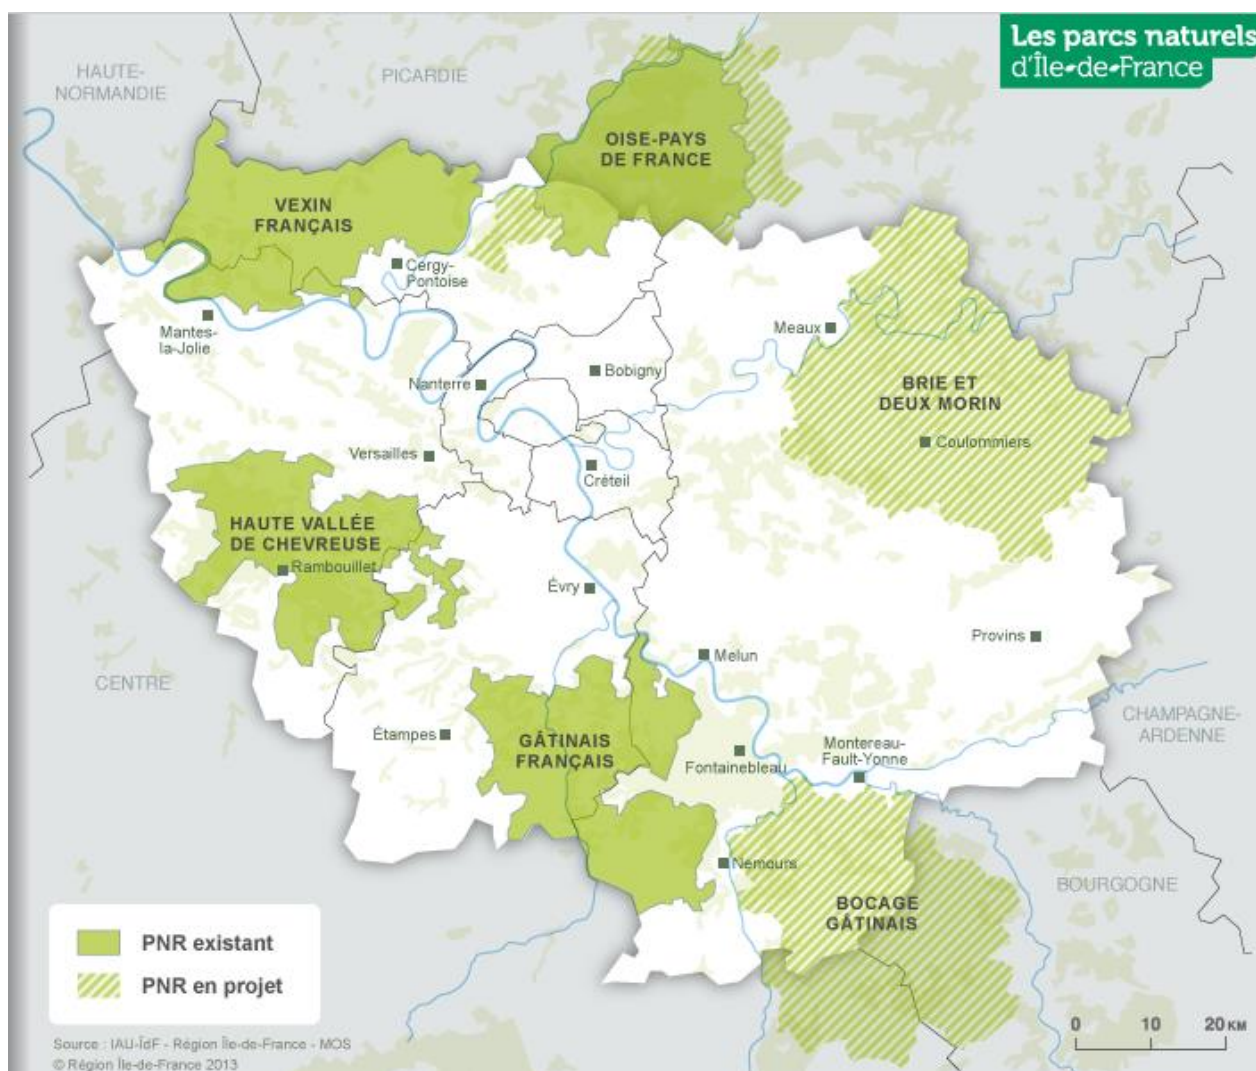 Les parcs naturels
d'Île-de-France
HAUTE-
NORMANDIE
PICARDIE
OISE-PAYS
DE FRANCE
VEXIN
FRANÇAIS
Cergy-
Pontoise
Mantes-
la-Jolie
Meaux
Nanterre
Bobigny
BRIE ET
DEUX MORIN
Coulommiers
Versailles
Créteil
HAUTE VALLÉE
DE CHEVREUSE
Rambouillet
Évry
Provins
Melun
CENTRE
CHAMPAGNE-
ARDENNE
Étampes
GÂTINAIS
FRANÇAIS
Fontainebleau
Montereau-
Fault-Yonne
Nemours
BOURGOGNE
BOCAGE
GÂTINAIS
PNR existant
PNR en projet
0 10 20 KM
Source : IAU-îdF - Région Île-de-France - MOS
© Région Île-de-France 2013